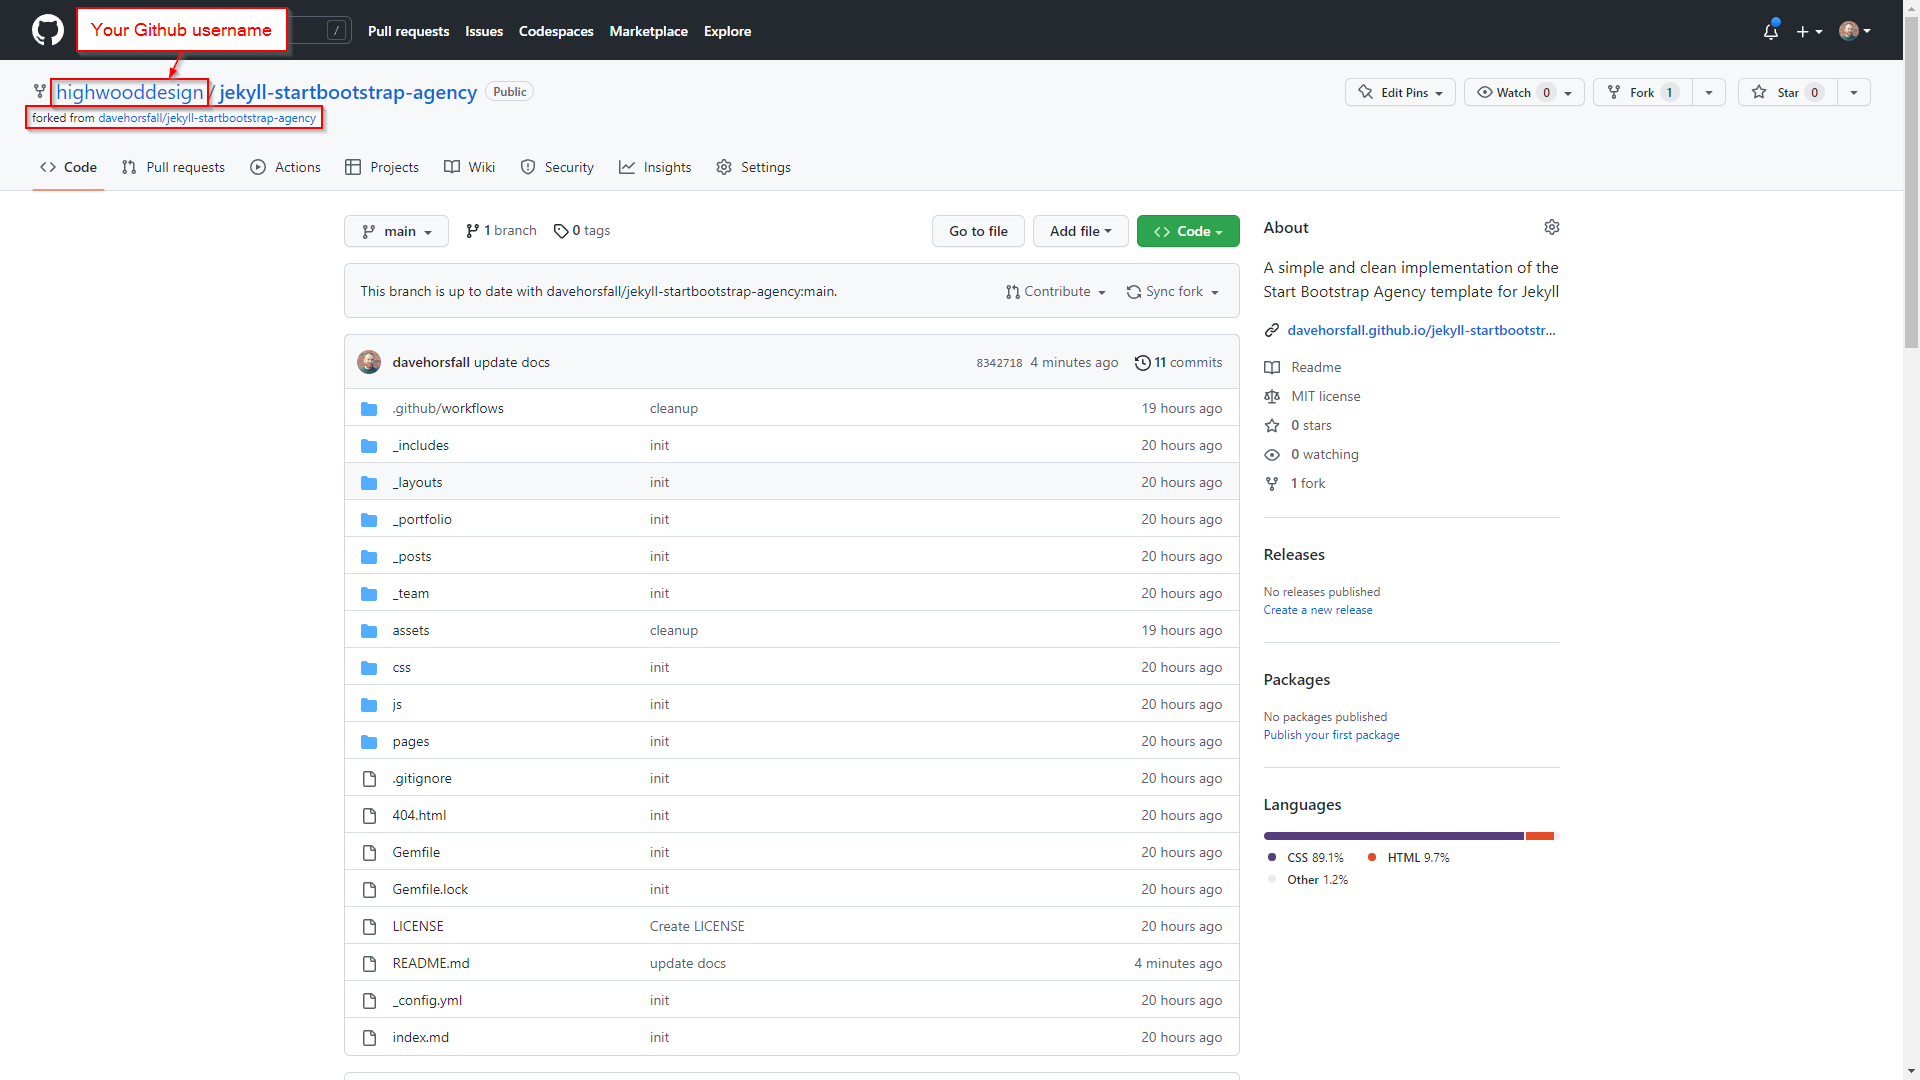 Your Github username
/
Pull requests
Issues
Codespaces
Marketplace
Explore
highwooddesign / jekyll-startbootstrap-agency
Public
forked from davehorsfall/jekyll-startbootstrap-agency
Edit Pins
Watch 0
Fork 1
Star 0
Code
Pull requests
Actions
Projects
Wiki
Security
Insights
Settings
main
1 branch
0 tags
Go to file
Add file
Code
This branch is up to date with davehorsfall/jekyll-startbootstrap-agency:main.
Contribute
Sync fork
davehorsfall update docs
8342718 4 minutes ago
11 commits
.github/workflows cleanup 19 hours ago
_includes init 20 hours ago
_layouts init 20 hours ago
_portfolio init 20 hours ago
_posts init 20 hours ago
_team init 20 hours ago
assets cleanup 19 hours ago
css init 20 hours ago
js init 20 hours ago
pages init 20 hours ago
.gitignore init 20 hours ago
404.html init 20 hours ago
Gemfile init 20 hours ago
Gemfile.lock init 20 hours ago
LICENSE Create LICENSE 20 hours ago
README.md update docs 4 minutes ago
_config.yml init 20 hours ago
index.md init 20 hours ago
About
A simple and clean implementation of the
Start Bootstrap Agency template for Jekyll
davehorsfall.github.io/jekyll-startbootstr...
Readme
MIT license
0 stars
0 watching
1 fork
Releases
No releases published
Create a new release
Packages
No packages published
Publish your first package
Languages
CSS 89.1%
HTML 9.7%
Other 1.2%